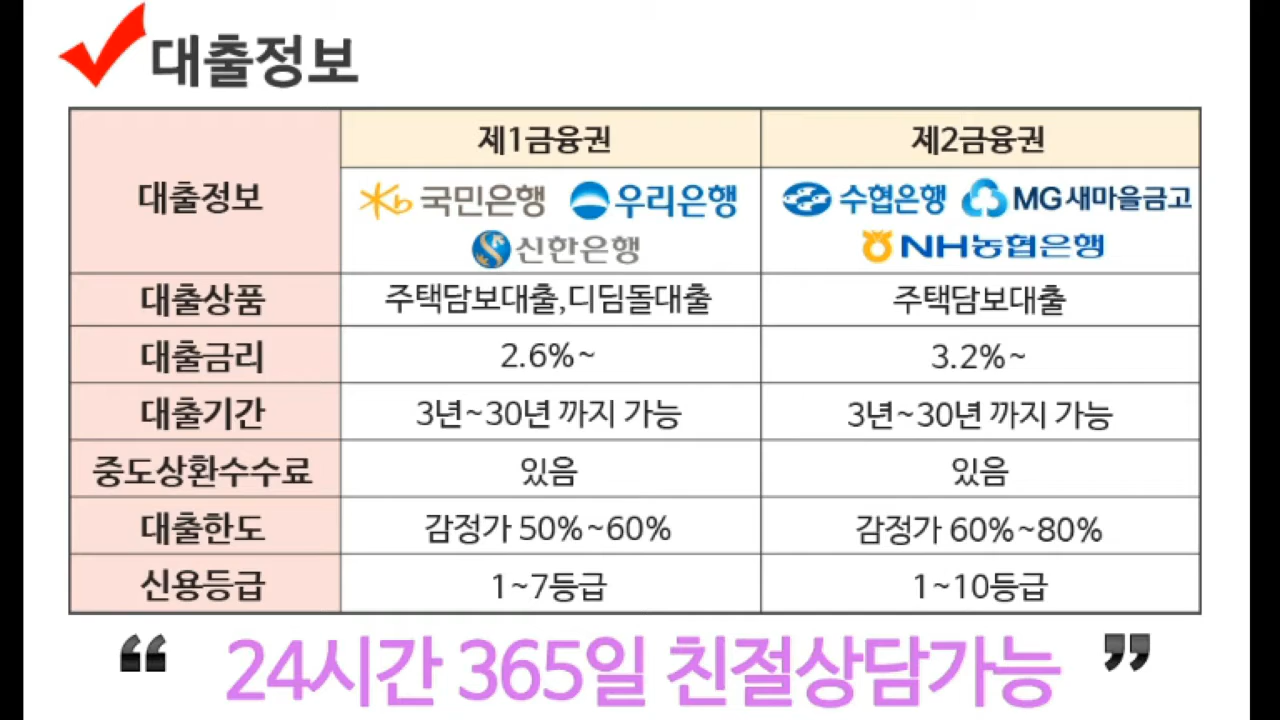 대출정보
대출정보
제1금융권
제2금융권
Kb 국민은행 우리은행
신한은행
수협은행 MG새마을금고
NH농협은행
대출상품 주택담보대출,디딤돌대출 주택담보대출
대출금리 2.6%~ 3.2%~
대출기간 3년~30년 까지 가능 3년~30년 까지 가능
중도상환수수료 있음 있음
대출한도 감정가 50%~60% 감정가 60%~80%
신용등급 1~7등급 1~10등급
“ 24시간 365일 친절상담가능 ”